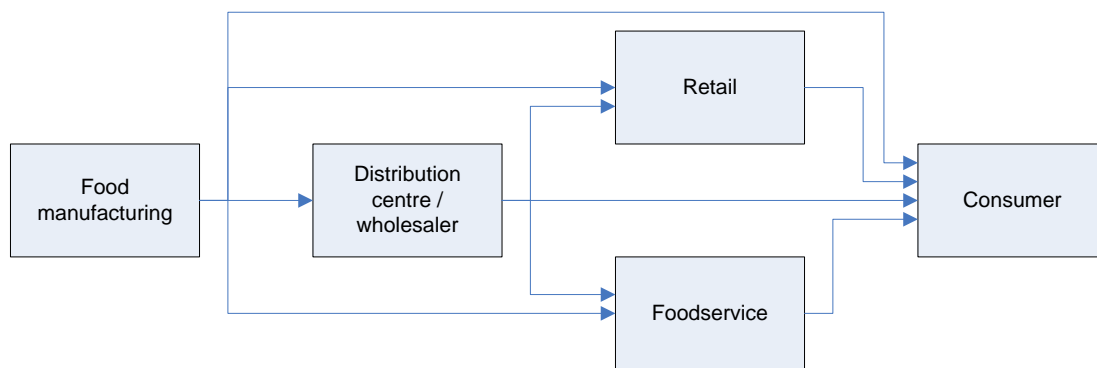 Food
manufacturing
Distribution
centre /
wholesaler
Retail
Foodservice
Consumer